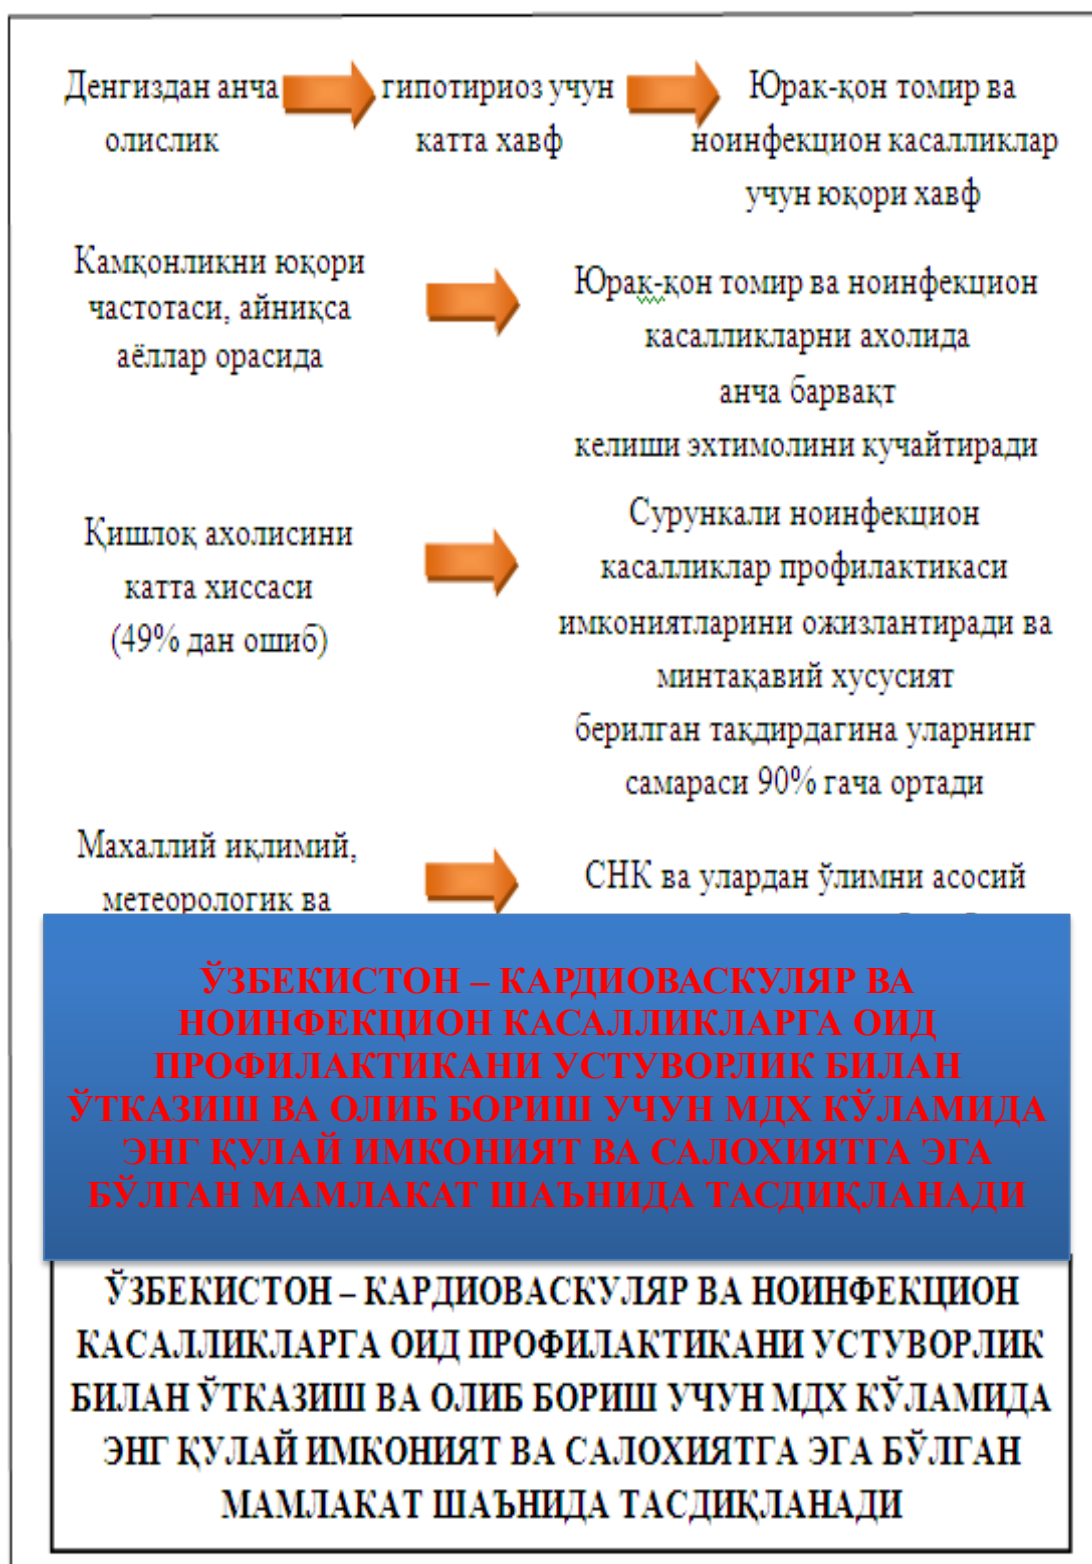 Денгиздан анча
олислик
гипотириоз учун
катта хавф
Юрак-қон томир ва
ноинфекцион касалликлар
учун юқори хавф
Камқонликни юқори
частотаси, айниқса
аёллар орасида
Юрак-қон томир ва ноинфекцион
касалликларни ахолида
анча барвақт
келиши эхтимолини кучайтиради
Қишлоқ ахолисини
катта хиссаси
(49% дан ошиб)
Сурункали ноинфекцион
касалликлар профилактикаси
имкониятларини ожизлантиради ва
минтақавий хусусият
берилган тақдирдагина уларнинг
самараси 90% гача ортади
Махаллий иқлимий,
метеорологик ва
СНК ва улардан ўлимни асосий
ЎЗБЕКИСТОН – КАРДИОВАСКУЛЯР ВА
НОИНФЕКЦИОН КАСАЛЛИКЛАРГА ОИД
ПРОФИЛАКТИКАНИ УСТУВОРЛИК БИЛАН
ЎТКАЗИШ ВА ОЛИБ БОРИШ УЧУН МДХ КЎЛАМИДА
ЭНГ ҚУЛАЙ ИМКОНИЯТ ВА САЛОХИЯТГА ЭГА
БЎЛГАН МАМЛАКАТ ШАЪНИДА ТАСДИҚЛАНАДИ
ЎЗБЕКИСТОН – КАРДИОВАСКУЛЯР ВА НОИНФЕКЦИОН
КАСАЛЛИКЛАРГА ОИД ПРОФИЛАКТИКАНИ УСТУВОРЛИК
БИЛАН ЎТКАЗИШ ВА ОЛИБ БОРИШ УЧУН МДХ КЎЛАМИДА
ЭНГ ҚУЛАЙ ИМКОНИЯТ ВА САЛОХИЯТГА ЭГА БЎЛГАН
МАМЛАКАТ ШАЪНИДА ТАСДИҚЛАНАДИ